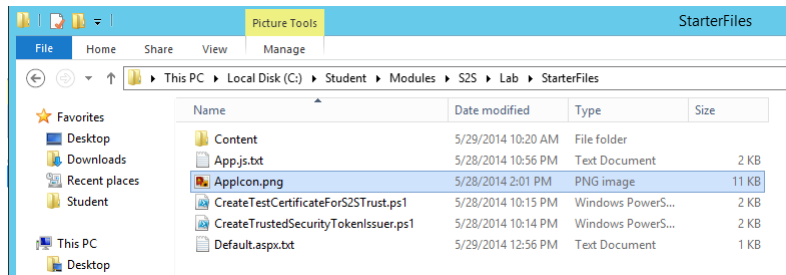 Picture Tools
StarterFiles
File Home Share View Manage
This PC Local Disk (C:) Student Modules S2S Lab StarterFiles
Favorites
Desktop
Downloads
Recent places
Student
This PC
Desktop
Name Date modified Type Size
Content 5/29/2014 10:20 AM File folder
App.js.txt 5/28/2014 10:56 PM Text Document 2 KB
AppIcon.png 5/28/2014 2:01 PM PNG image 11 KB
CreateTestCertificateForS2STrust.ps1 5/28/2014 10:15 PM Windows PowerS... 2 KB
CreateTrustedSecurityTokenIssuer.ps1 5/28/2014 10:14 PM Windows PowerS... 2 KB
Default.aspx.txt 5/29/2014 12:56 PM Text Document 1 KB